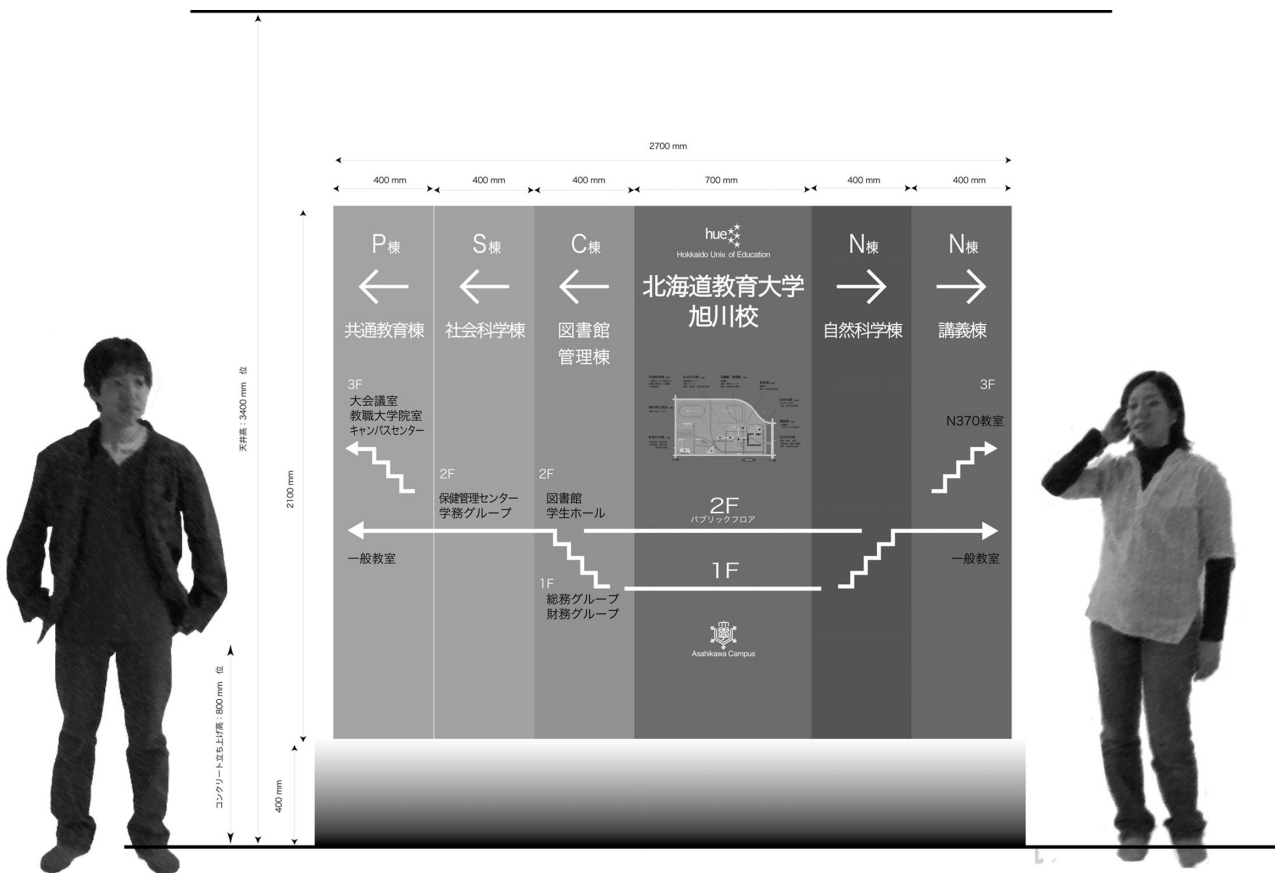 2700 mm
400 mm
400 mm
400 mm
700 mm
400 mm
400 mm
天井高：3400 mm 位
2100 mm
コンクリート立ち上げ高：800 mm 位
400 mm
P棟
共通教育棟
3F
大会議室
教職大学院室
キャンパスセンター
一般教室
S棟
社会科学棟
2F
保健管理センター
学務グループ
C棟
図書館
管理棟
2F
図書館
学生ホール
1F
総務グループ
財務グループ
hue
Hokkaido Univ. of Education
北海道教育大学
旭川校
2F
パブリックフロア
1F
Asahikawa Campus
N棟
自然科学棟
N棟
講義棟
3F
N370教室
一般教室